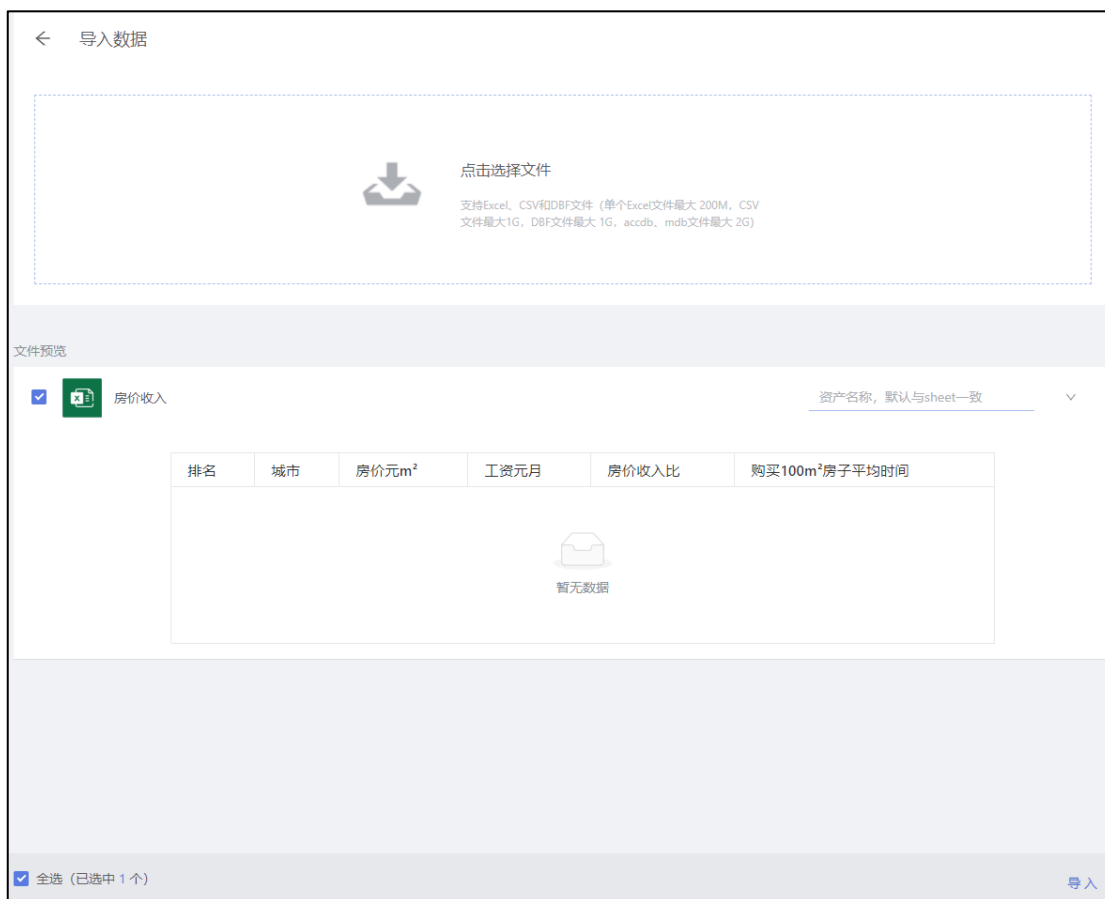 导入数据
点击选择文件
支持Excel、CSV和DBF文件（单个Excel文件最大 200M，CSV
文件最大1G，DBF文件最大 1G，accdb、mdb文件最大 2G）
文件预览
房价收入 资产名称，默认与sheet一致
排名 城市 房价元m² 工资元月 房价收入比 购买100m²房子平均时间
暂无数据
全选（已选中 1 个） 导入